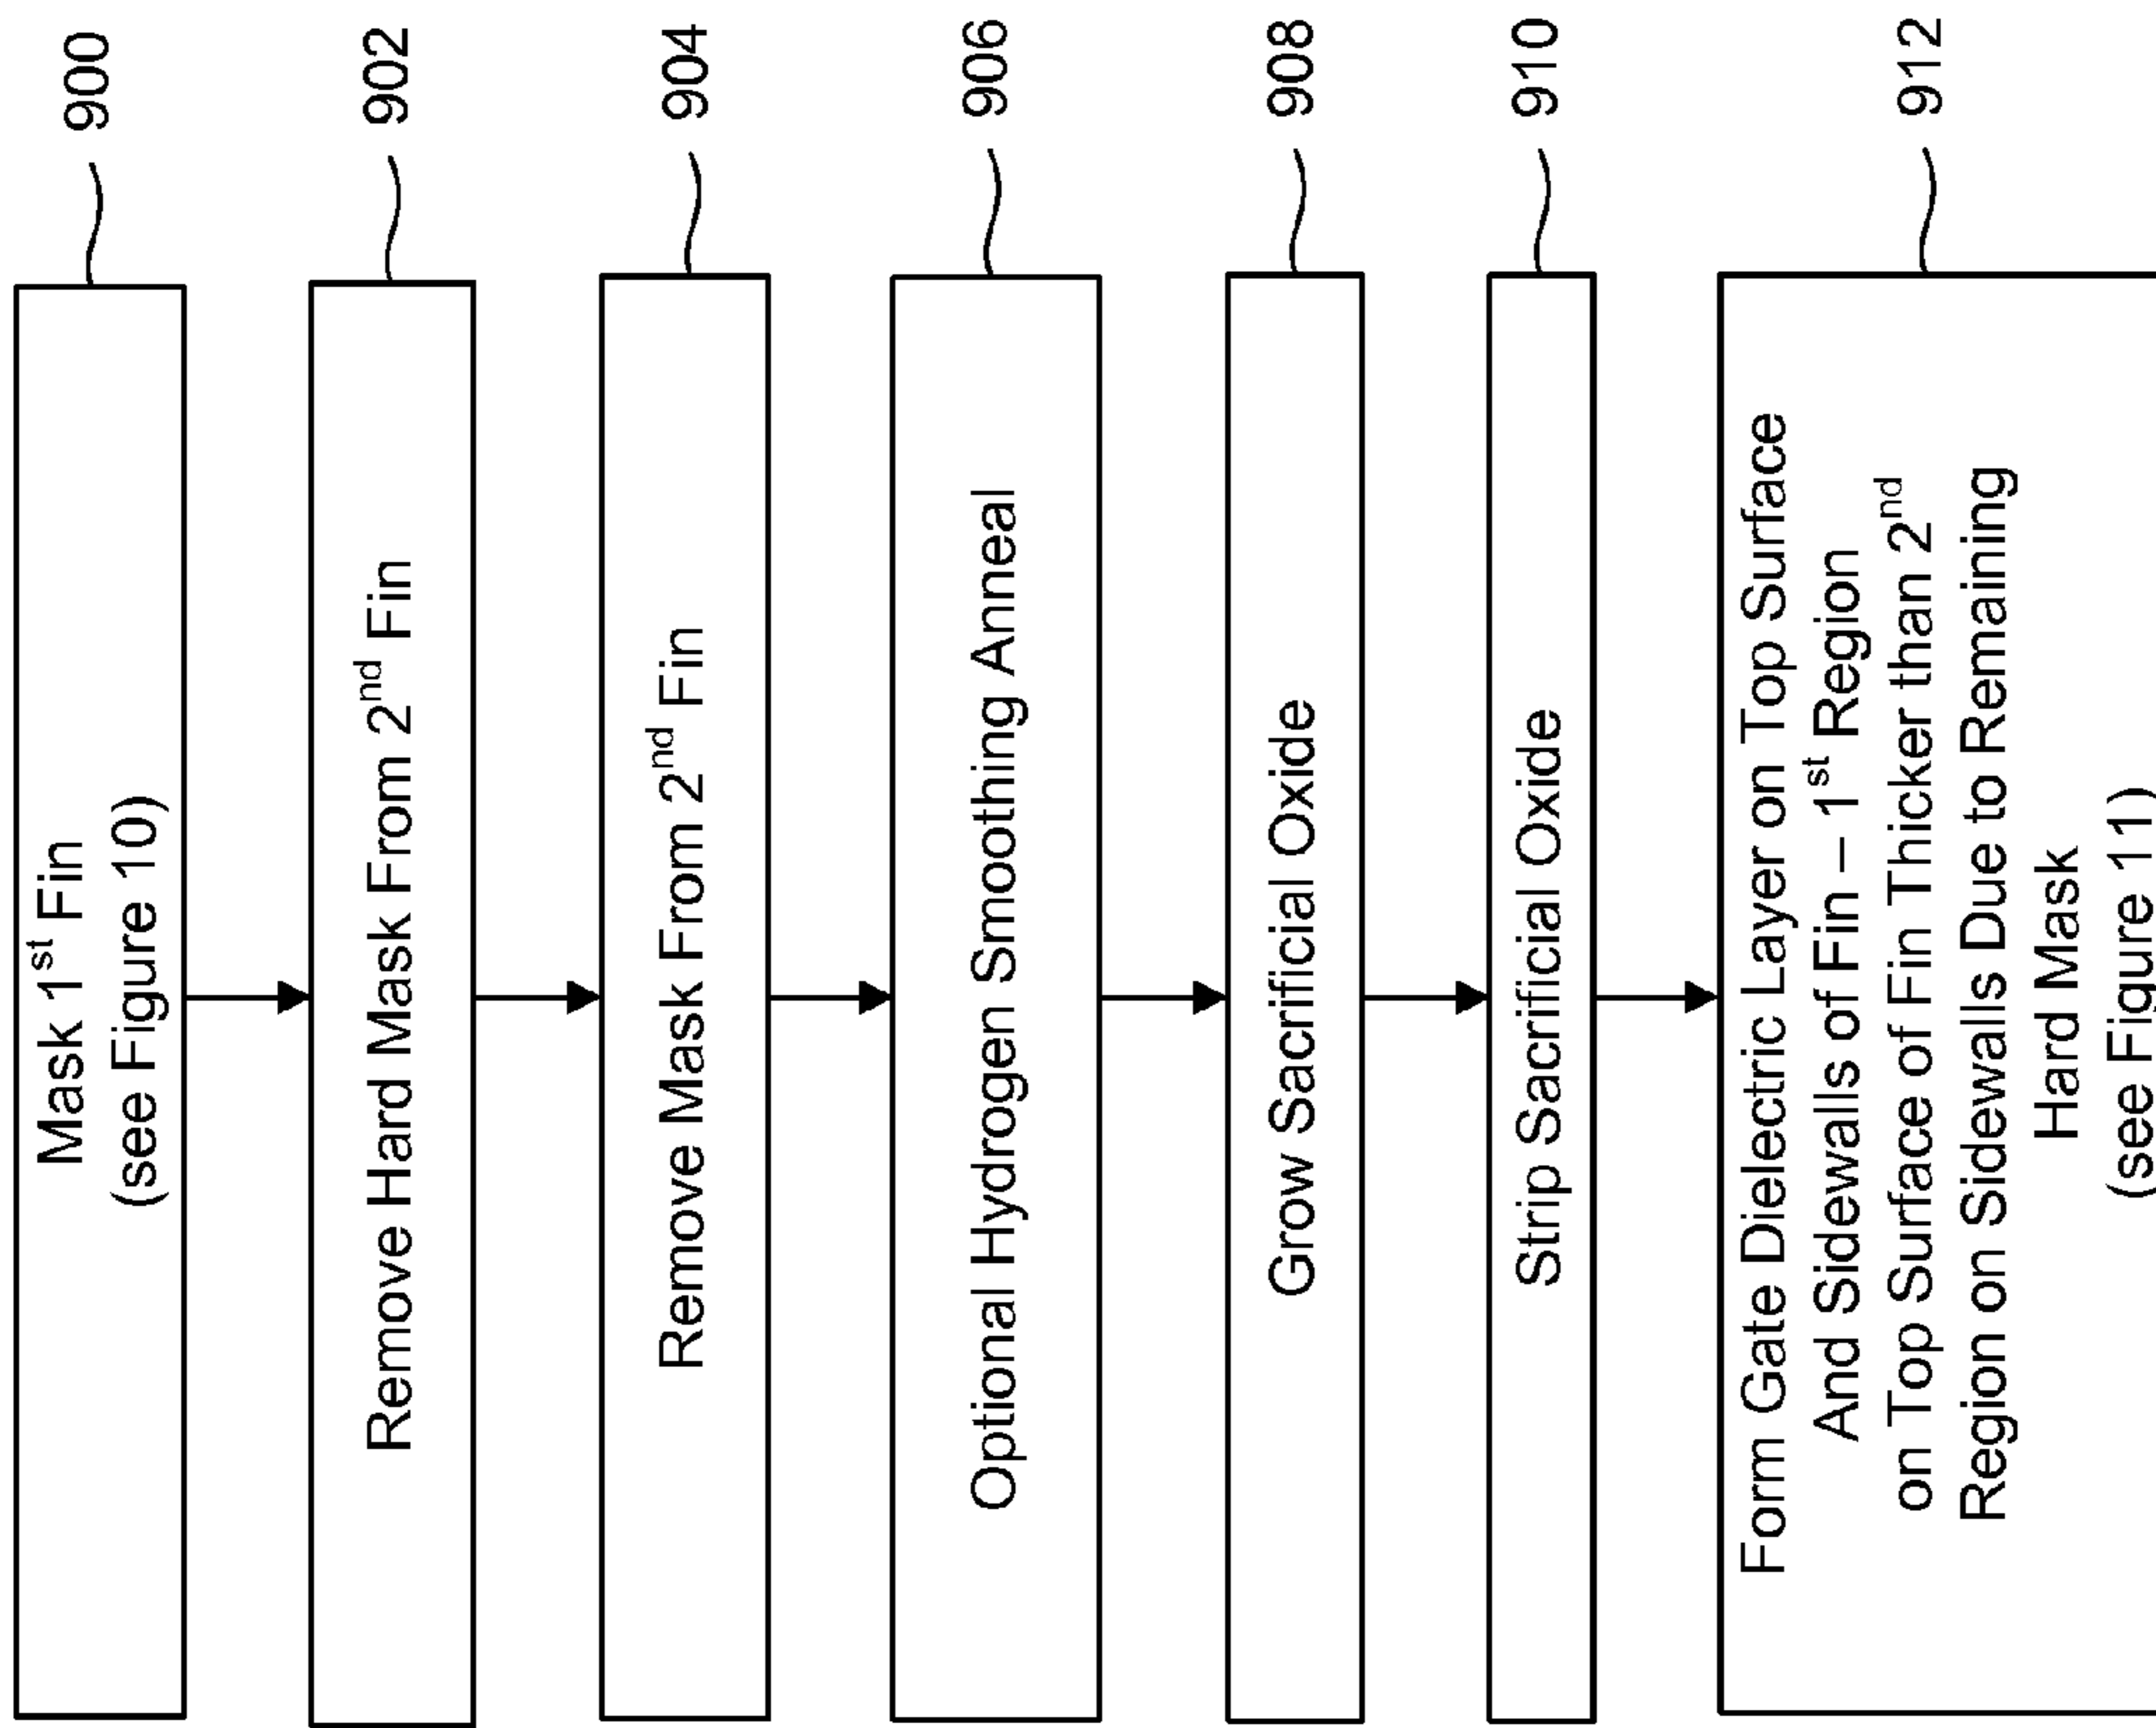 900
Mask 1st Fin
(see Figure 10)
902
Remove Hard Mask From 2nd Fin
904
Remove Mask From 2nd Fin
906
Optional Hydrogen Smoothing Anneal
908
Grow Sacrificial Oxide
910
Strip Sacrificial Oxide
912
Form Gate Dielectric Layer on Top Surface
And Sidewalls of Fin – 1st Region
on Top Surface of Fin Thicker than 2nd
Region on Sidewalls Due to Remaining
Hard Mask
(see Figure 11)